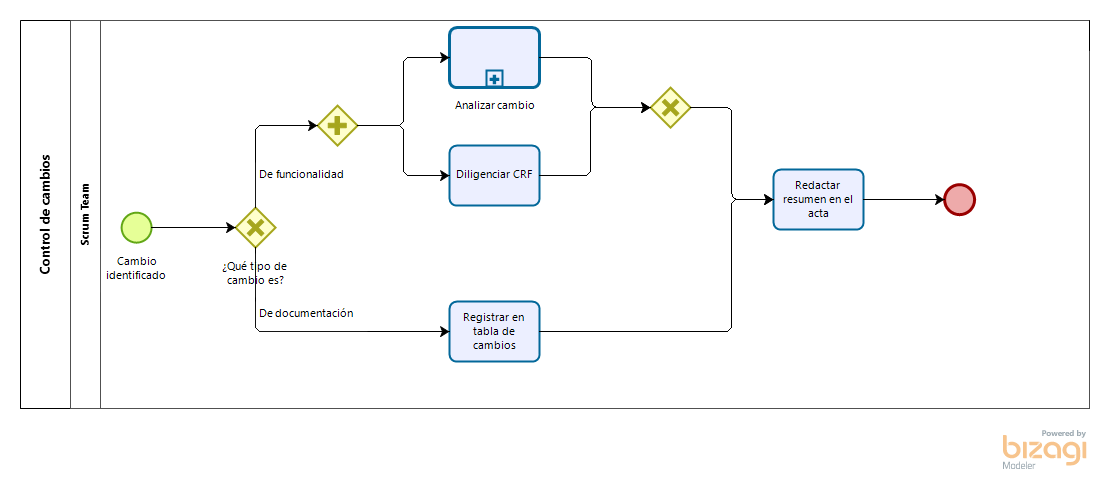 Control de cambios
Scrum Team
Cambio
identificado
¿Qué tipo de
cambio es?
De funcionalidad
De documentación
Analizar cambio
Diligenciar CRF
Registrar en
tabla de
cambios
Redactar
resumen en el
acta
Powered by
bizagi
Modeler